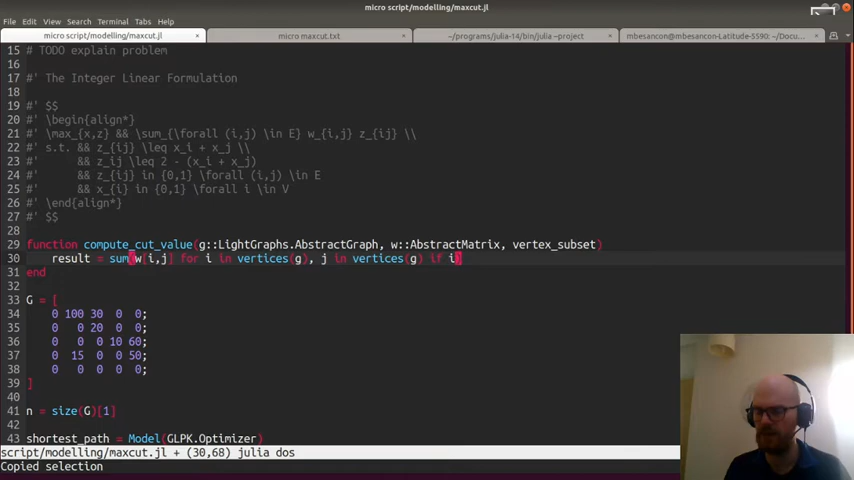 micro script/modelling/maxcut.jl
File Edit View Search Terminal Tabs Help
micro script/modelling/maxcut.jl × micro maxcut.txt × ~/programs/julia-14/bin/julia --project × mbesancon@mbesancon-Latitude-5590: ~/Docu... ×
15 # TODO explain problem
16
17 #' The Integer Linear Formulation
18
19 #' $$
20 #' \begin{align*}
21 #' \max_{x,z} && \sum_{\forall (i,j) \in E} w_{i,j} z_{ij} \\
22 #' s.t. && z_{ij} \leq x_i + x_j \\
23 #' && z_ij \leq 2 - (x_i + x_j)
24 #' && z_{ij} in {0,1} \forall (i,j) \in E
25 #' && x_{i} in {0,1} \forall i \in V
26 #' \end{align*}
27 #' $$
28
29 function compute_cut_value(g::LightGraphs.AbstractGraph, w::AbstractMatrix, vertex_subset)
30 result = sum(w[i,j] for i in vertices(g), j in vertices(g) if i)
31 end
32
33 G = [
34 0 100 30 0 0;
35 0 0 20 0 0;
36 0 0 0 10 60;
37 0 15 0 0 50;
38 0 0 0 0 0;
39 ]
40
41 n = size(G)[1]
42
43 shortest_path = Model(GLPK.Optimizer)
script/modelling/maxcut.jl + (30,68) julia dos
Copied selection